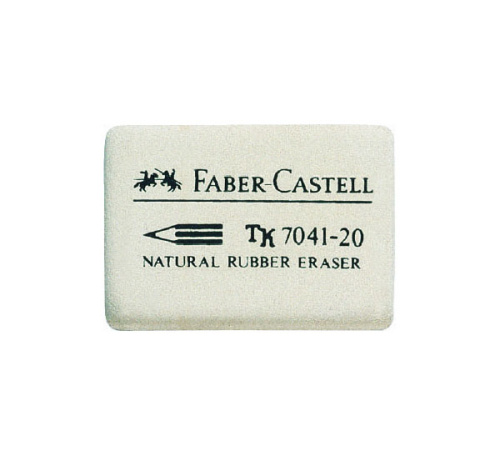 FABER-CASTELL
TK 7041-20
NATURAL RUBBER ERASER